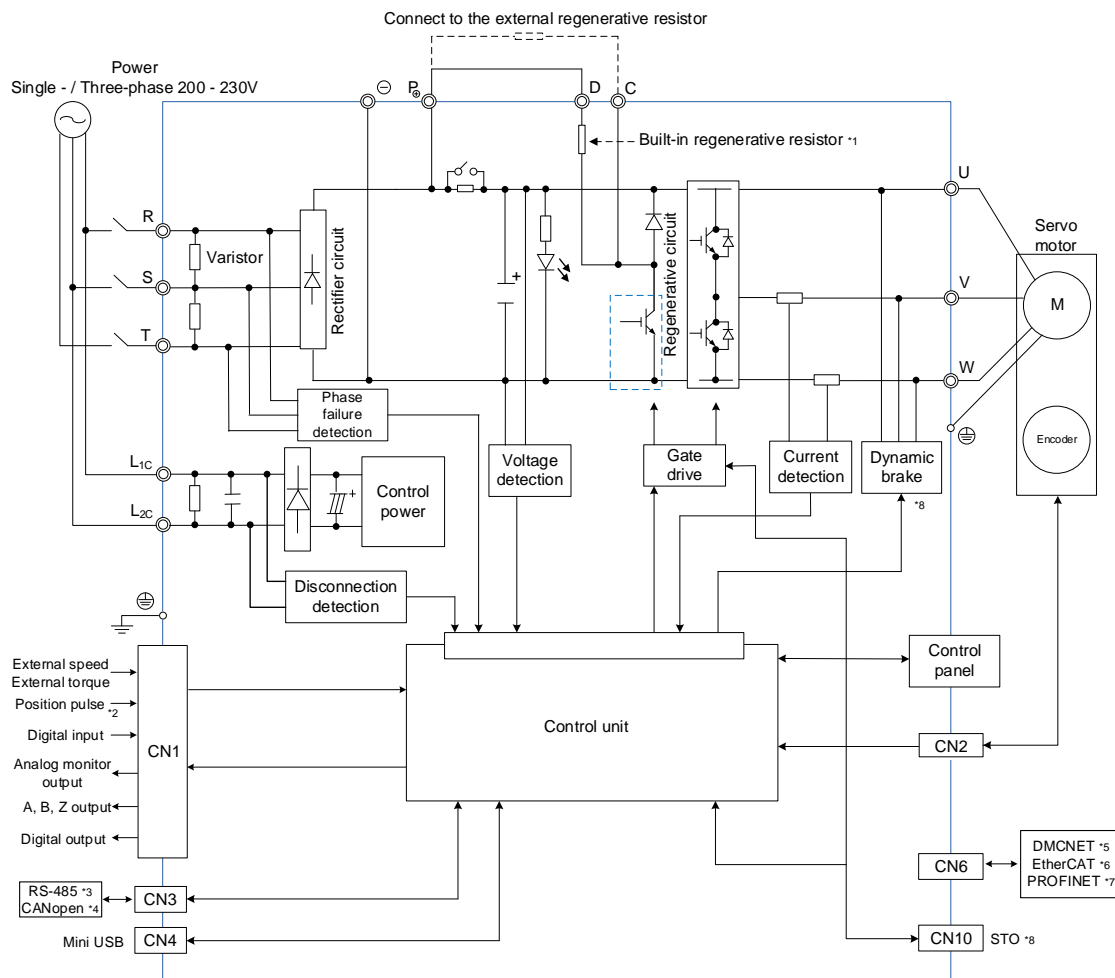 Connect to the external regenerative resistor
Power
Single - / Three-phase 200 - 230V
P⊕
D
C
Built-in regenerative resistor *1
U
R
Servo
motor
Varistor
Rectifier circuit
Regenerative circuit
S
V
M
T
W
Phase
failure
detection
Voltage
detection
Gate
drive
Current
detection
Dynamic
brake
*8
Encoder
L1C
Control
power
L2C
Disconnection
detection
External speed
External torque
Position pulse *2
Digital input
Analog monitor
output
A, B, Z output
Digital output
CN1
Control unit
Control
panel
CN2
CN6
DMCNET *5
EtherCAT *6
PROFINET *7
RS-485 *3
CANopen *4
CN3
Mini USB
CN4
CN10
STO *8